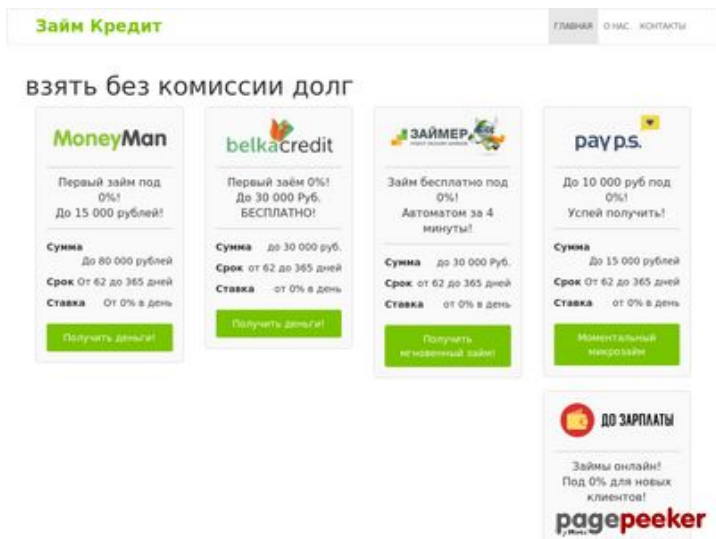 Займ Кредит
ГЛАВНАЯ О НАС. КОНТАКТЫ
взять без комиссии долг
MoneyMan
Первый займ под
0%!
До 15 000 рублей!
Сумма
До 80 000 рублей
Срок От 62 до 365 дней
Ставка От 0% в день
Получить деньги!
belkacredit
Первый заём 0%!
До 30 000 Руб.
БЕСПЛАТНО!
Сумма до 30 000 руб.
Срок от 62 до 365 дней
Ставка от 0% в день
Получить деньги!
ЗАЙМЕР
Займ бесплатно под
0%!
Автоматом за 4
минуты!
Сумма до 30 000 Руб.
Срок от 62 до 365 дней
Ставка от 0% в день
Получить
мгновенный займ!
pay p.s.
До 10 000 руб под
0%!
Успей получить!
Сумма
До 15 000 рублей
Срок От 62 до 365 дней
Ставка от 0% в день
Моментальный
микрозайм
ДО ЗАРПЛАТЫ
Займы онлайн!
Под 0% для новых
клиентов!
pagepeeker